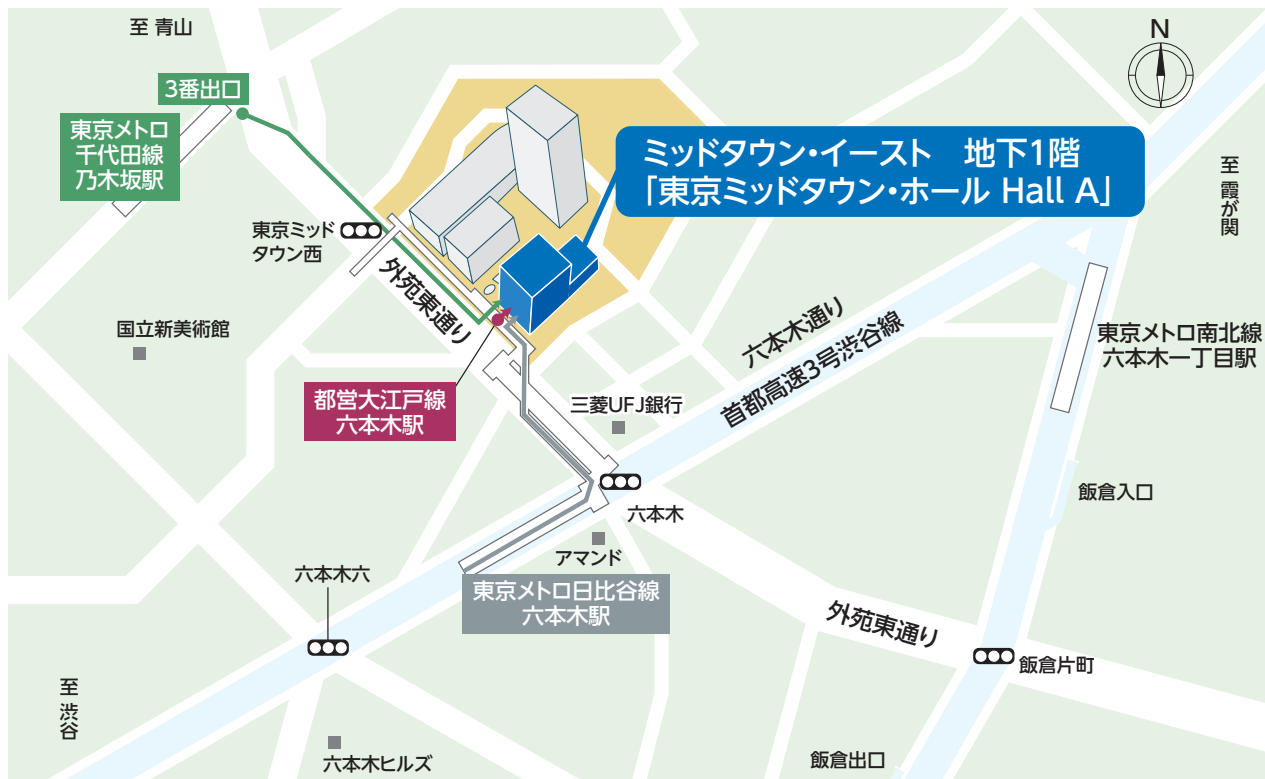 至 青山
N
3番出口
東京メトロ
千代田線
乃木坂駅
ミッドタウン・イースト 地下1階
「東京ミッドタウン・ホール Hall A」
至 霞が関
東京ミッド
タウン西
外苑東通り
国立新美術館
六本木通り
首都高速3号渋谷線
東京メトロ南北線
六本木一丁目駅
都営大江戸線
六本木駅
三菱UFJ銀行
飯倉入口
六本木
アマンド
六本木六
東京メトロ日比谷線
六本木駅
外苑東通り
飯倉片町
至 渋谷
六本木ヒルズ
飯倉出口